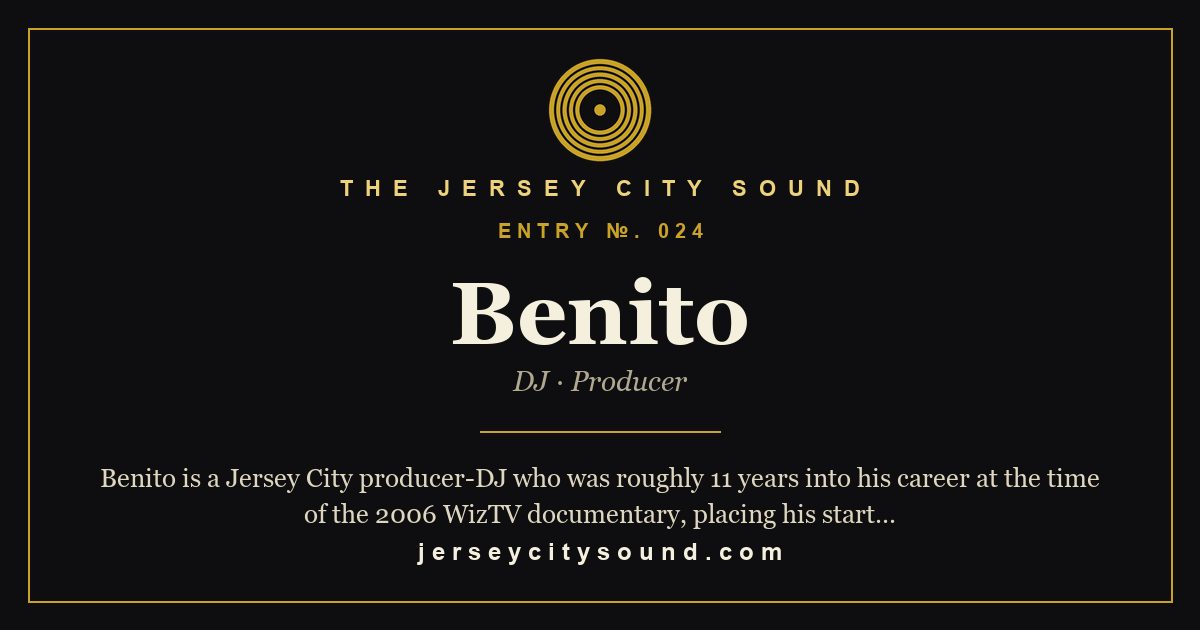 THE JERSEY CITY SOUND
ENTRY №. 024
Benito
DJ · Producer
Benito is a Jersey City producer-DJ who was roughly 11 years into his career at the time
of the 2006 WizTV documentary, placing his start...
jerseycitysound.com